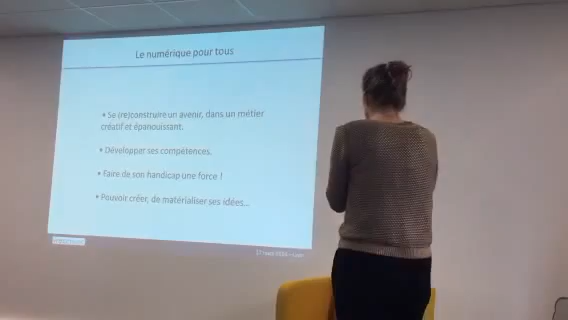 Le numérique pour tous
• Se (re)construire un avenir, dans un métier
créatif et épanouissant.
• Développer ses compétences.
• Faire de son handicap une force !
• Pouvoir créer, de matérialiser ses idées...